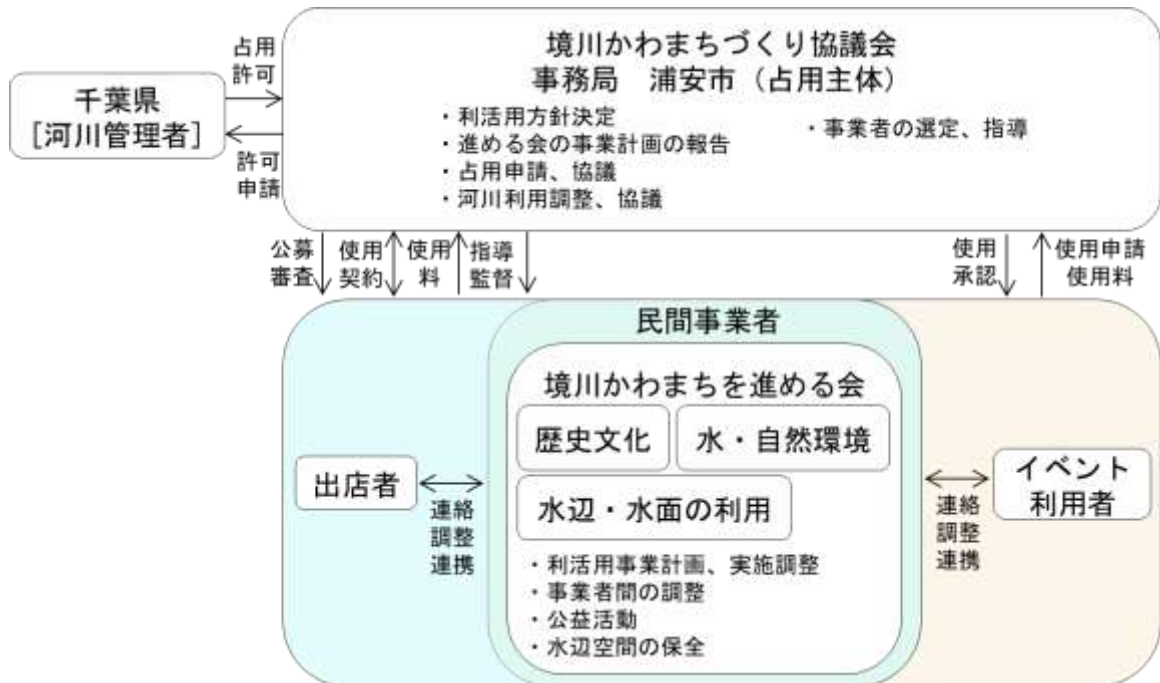 境川かわまちづくり協議会
事務局　浦安市（占用主体）
・利活用方針決定
・進める会の事業計画の報告
・占用申請、協議
・河川利用調整、協議
・事業者の選定、指導
占用
許可
千葉県
［河川管理者］
許可
申請
公募
審査
使用
契約
使用
料
指導
監督
使用
承認
使用申請
使用料
民間事業者
境川かわまちを進める会
歴史文化
水・自然環境
水辺・水面の利用
・利活用事業計画、実施調整
・事業者間の調整
・公益活動
・水辺空間の保全
出店者
連絡
調整
連携
連絡
調整
連携
イベント
利用者